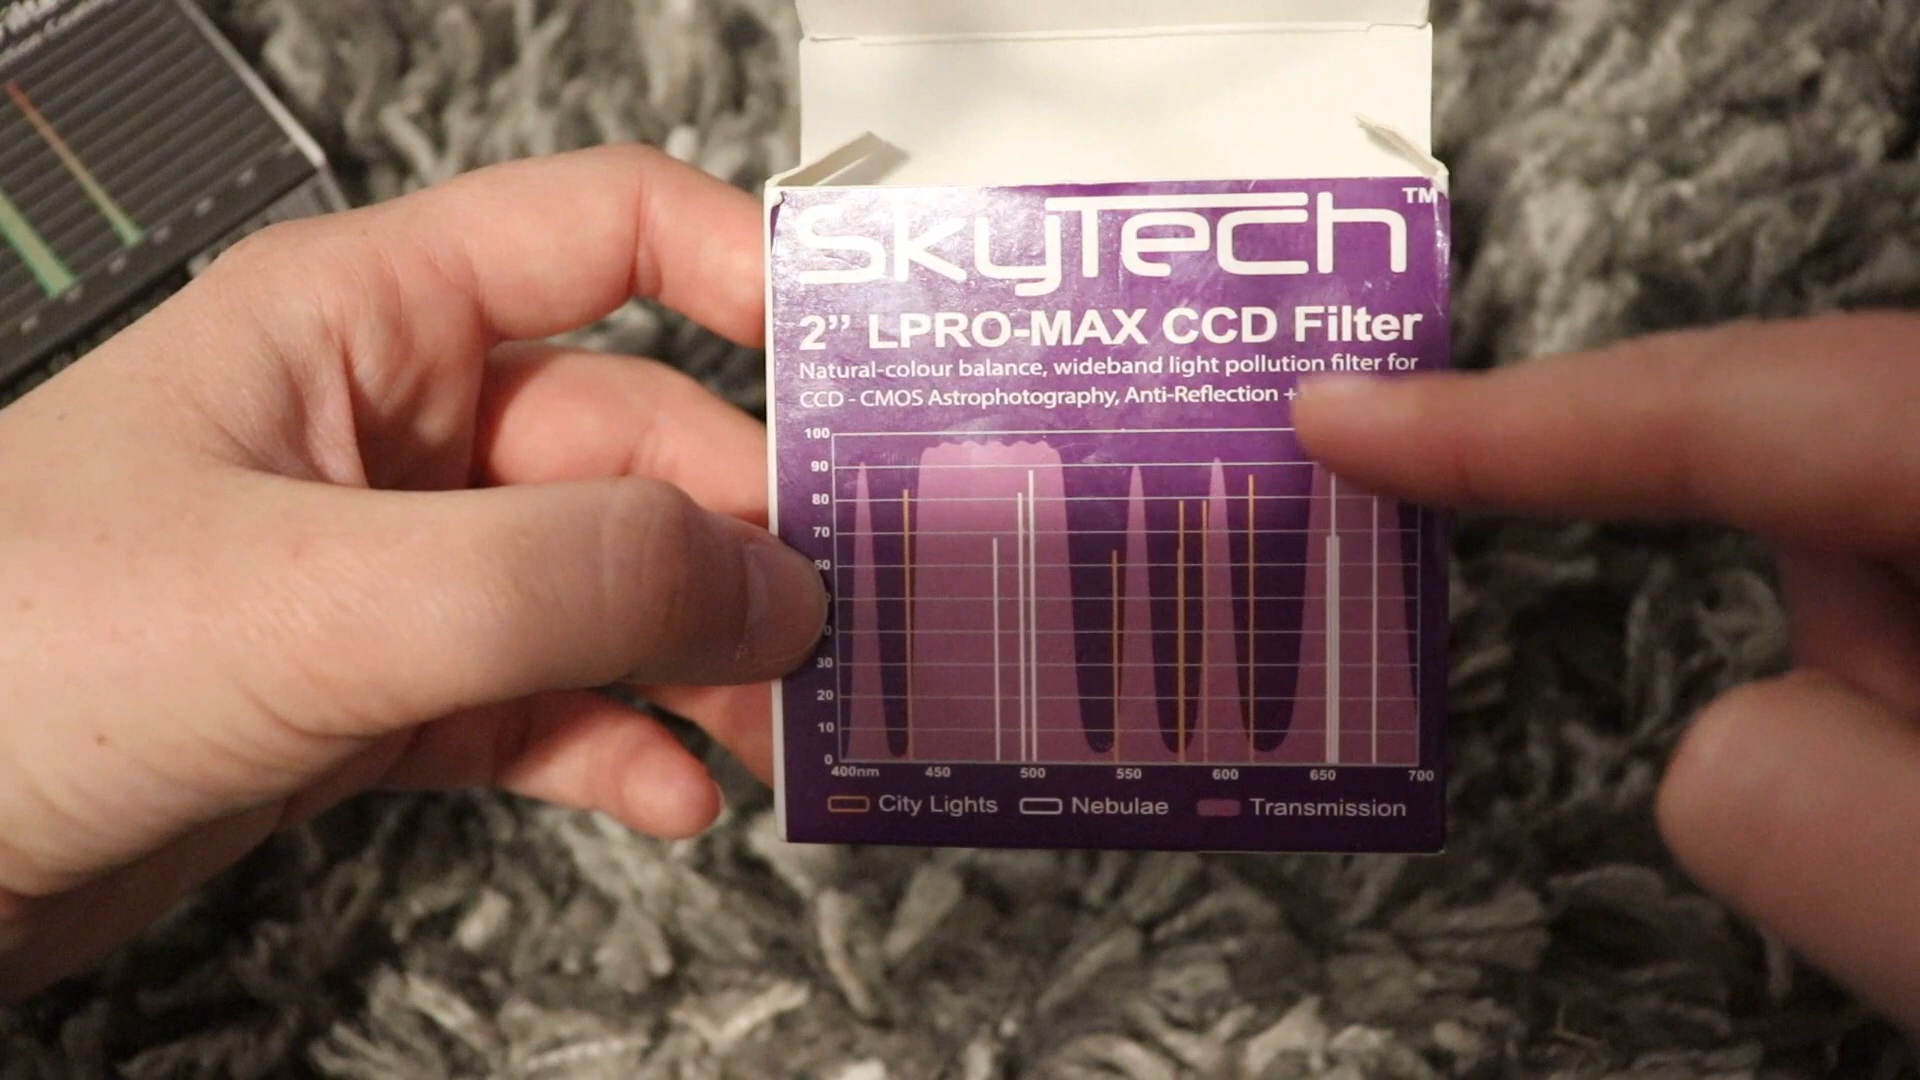 SkyTech™
2” LPRO-MAX CCD Filter
Natural-colour balance, wideband light pollution filter for
CCD - CMOS Astrophotography, Anti-Reflection +
100
90
80
70
30
20
10
0
400nm 450 500 550 600 650 700
City Lights Nebulae Transmission